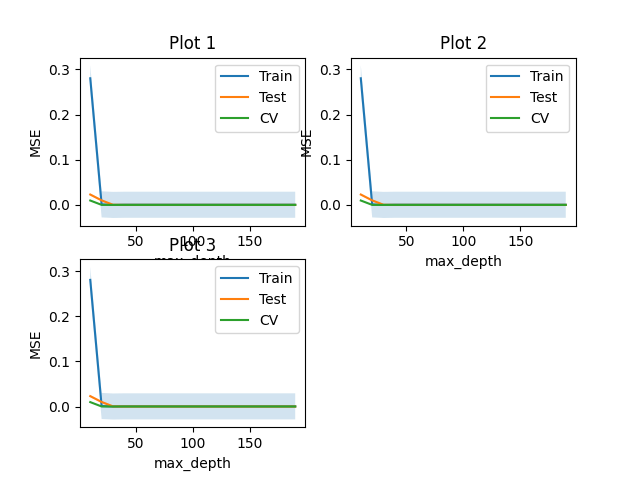 Plot 1
0.3
0.2
0.1
0.0
MSE
Train
Test
CV
50
100
150
max_depth
Plot 2
0.3
0.2
0.1
0.0
MSE
Train
Test
CV
50
100
150
max_depth
Plot 3
0.3
0.2
0.1
0.0
MSE
Train
Test
CV
50
100
150
max_depth